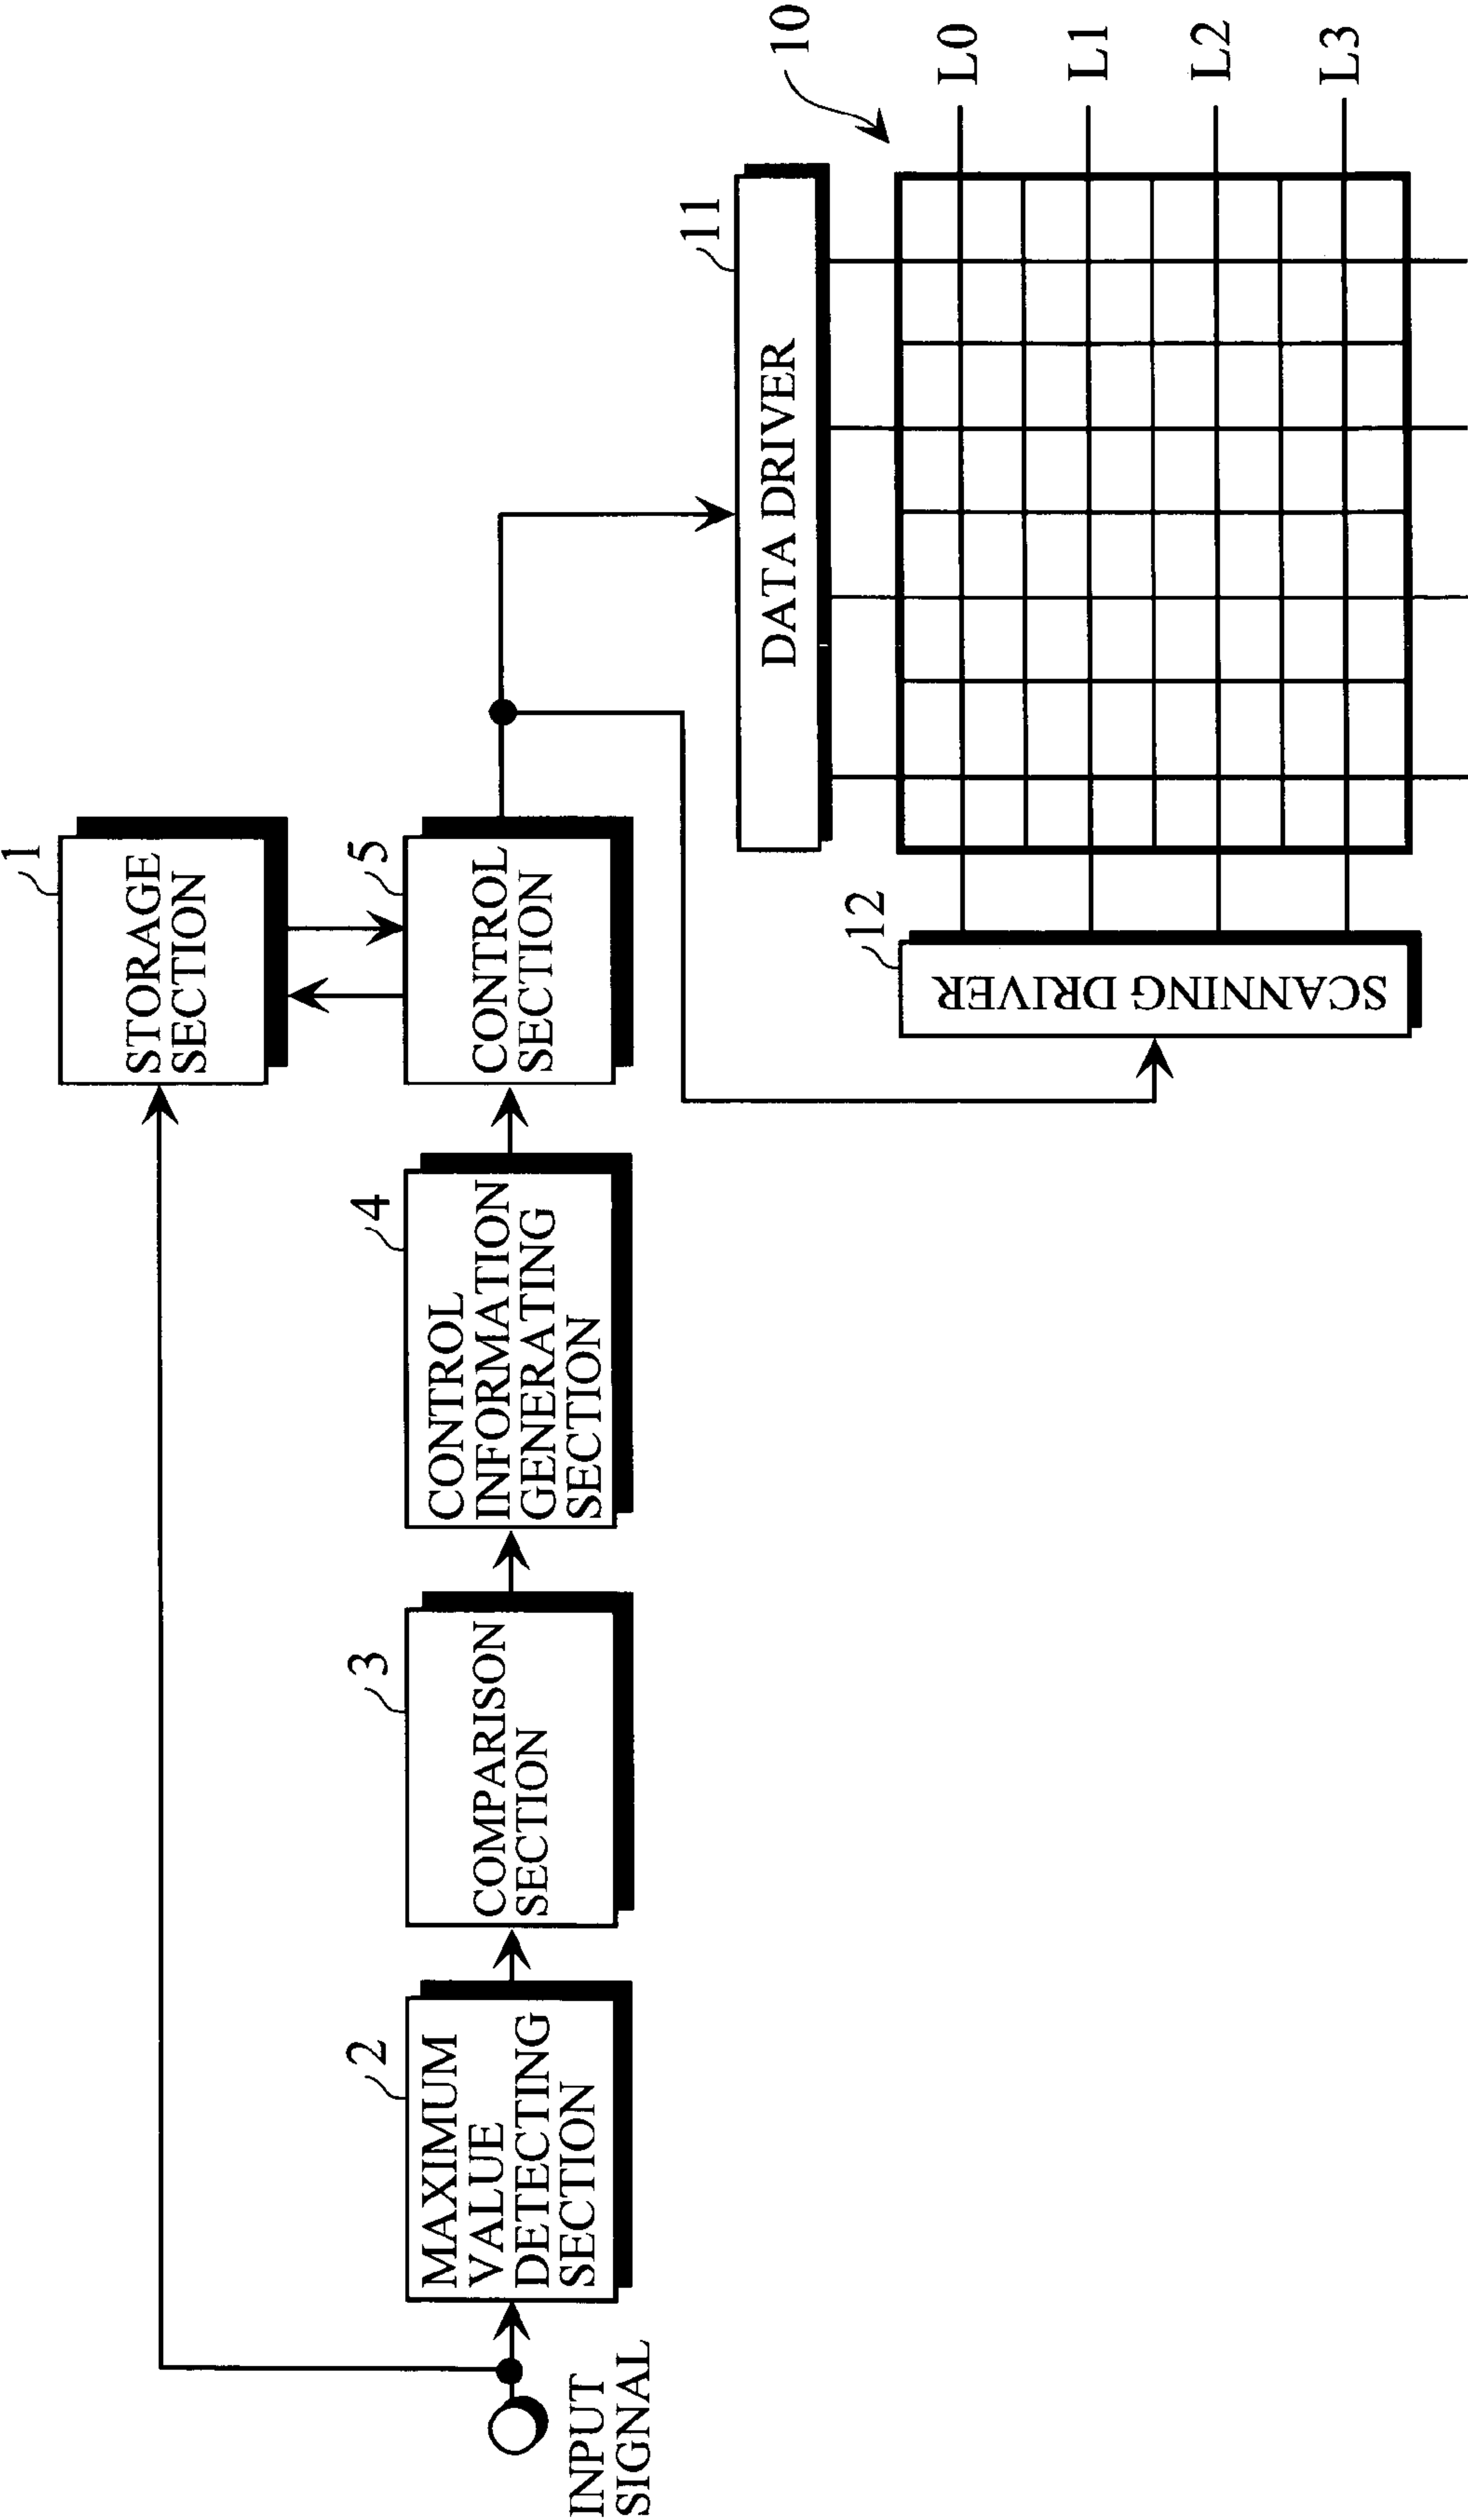 1
STORAGE
SECTION
INPUT
SIGNAL
2
MAXIMUM
VALUE
DETECTING
SECTION
3
COMPARISON
SECTION
4
CONTROL
INFORMATION
GENERATING
SECTION
5
CONTROL
SECTION
11
DATA DRIVER
12
SCANNING DRIVER
10
L0
L1
L2
L3